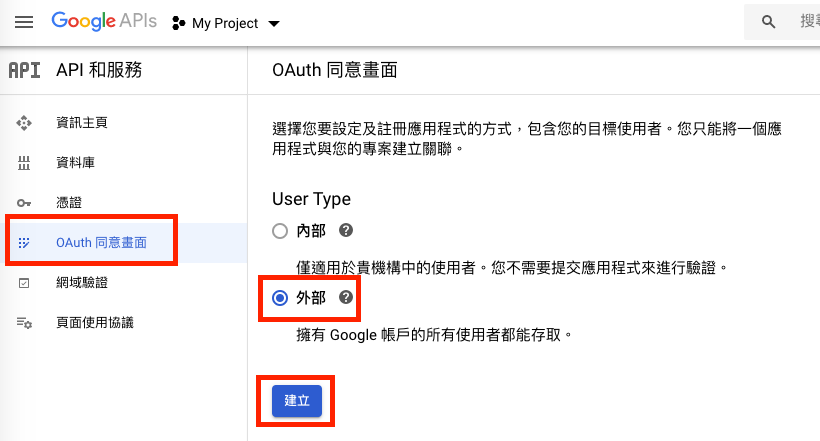 Google APIs
My Project
搜尋
API
API 和服務
OAuth 同意畫面
資訊主頁
資料庫
憑證
OAuth 同意畫面
網域驗證
頁面使用協議
選擇您要設定及註冊應用程式的方式，包含您的目標使用者。您只能將一個應
用程式與您的專案建立關聯。
User Type
內部
僅適用於貴機構中的使用者。您不需要提交應用程式來進行驗證。
外部
擁有 Google 帳戶的所有使用者都能存取。
建立